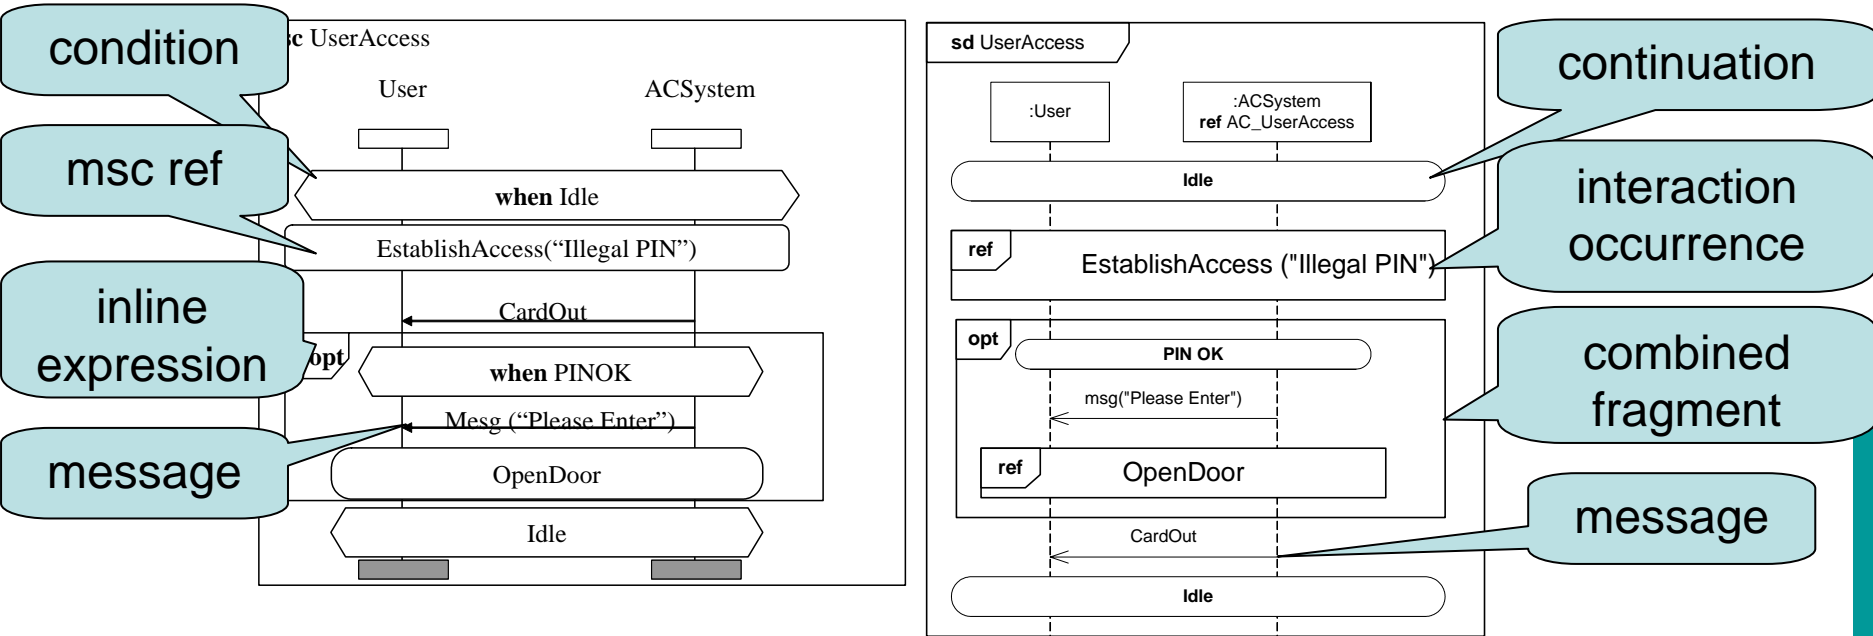 condition
sc UserAccess
User
ACSystem
msc ref
when Idle
EstablishAccess(“Illegal PIN”)
inline
expression
CardOut
opt
when PINOK
Mesg (“Please Enter”)
message
OpenDoor
Idle
sd UserAccess
continuation
:User
:ACSystem
ref AC_UserAccess
Idle
interaction
occurrence
ref
EstablishAccess ("Illegal PIN")
opt
PIN OK
combined
fragment
msg("Please Enter")
ref
OpenDoor
message
CardOut
Idle